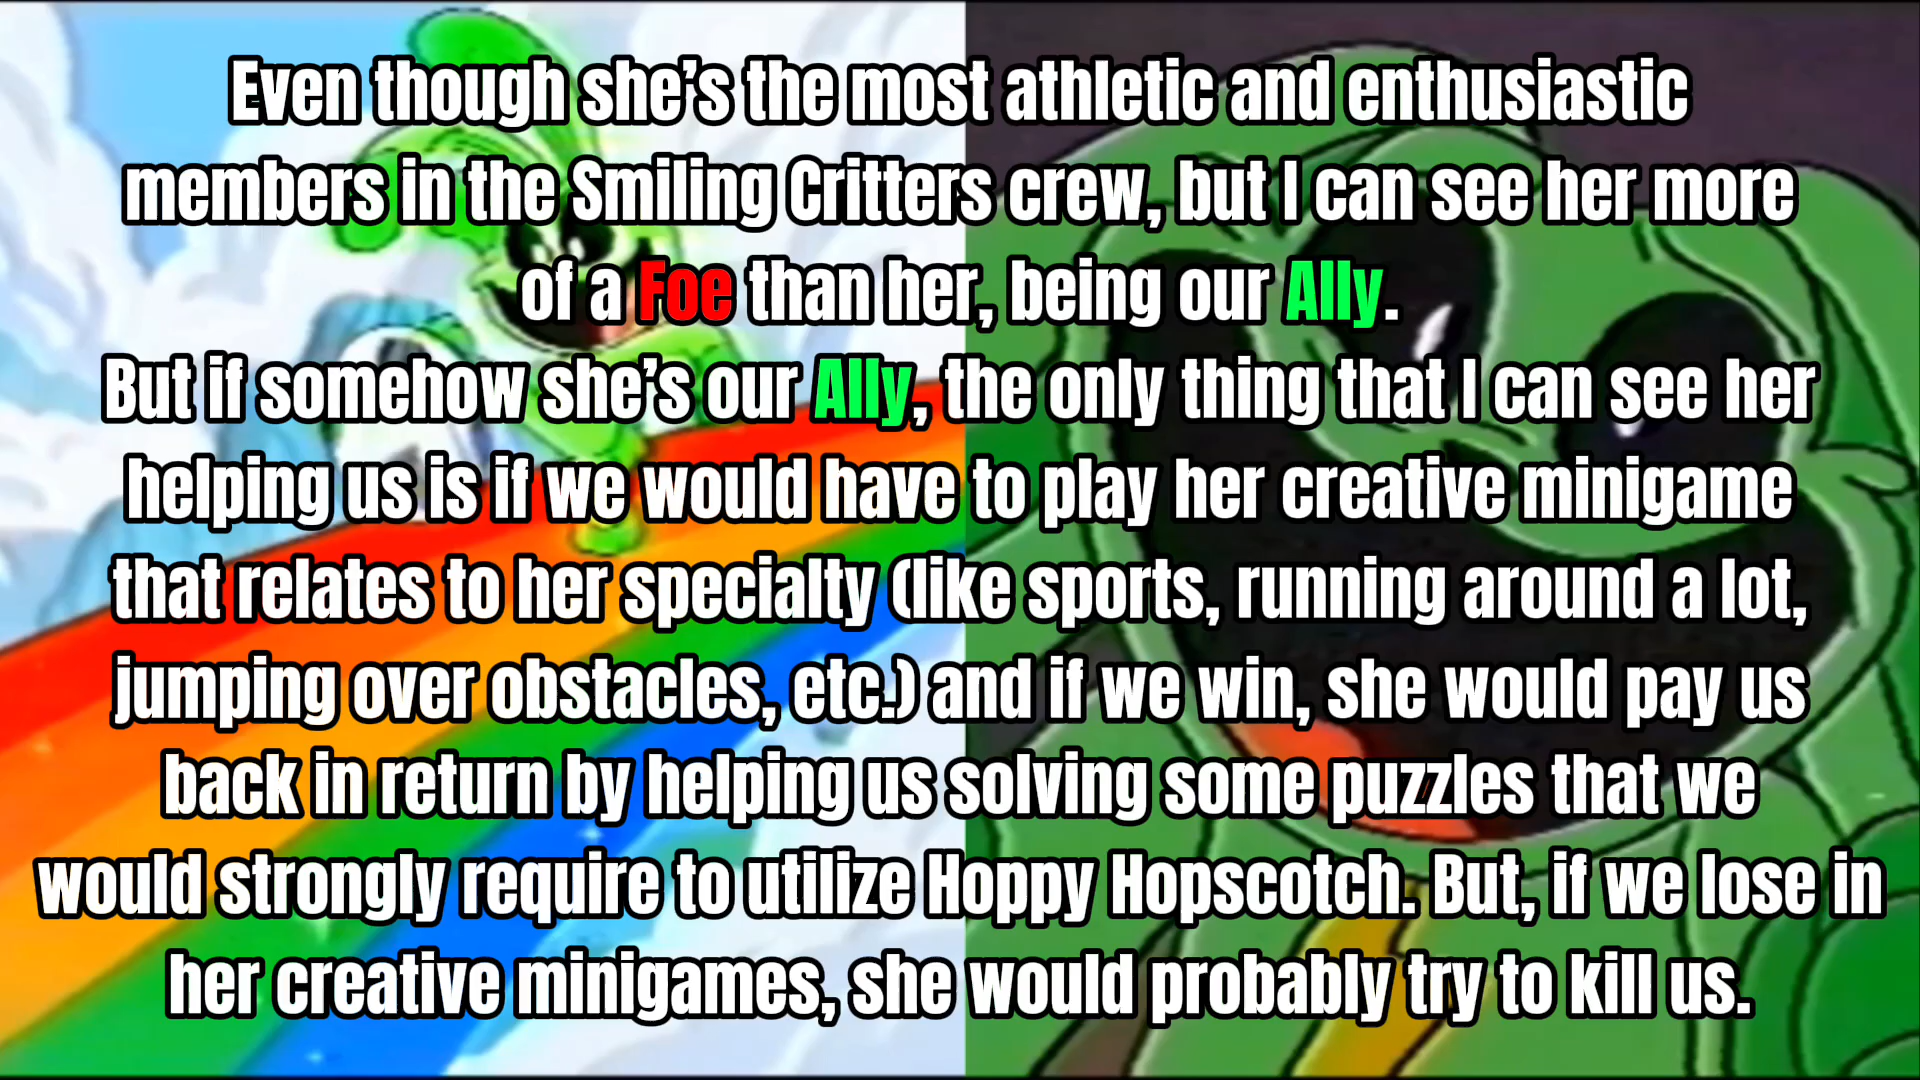 Even though she's the most athletic and enthusiastic
members in the Smiling Critters crew, but I can see her more
of a Foe than her, being our Ally.
But if somehow she's our Ally, the only thing that I can see her
helping us is if we would have to play her creative minigame
that relates to her specialty (like sports, running around a lot,
jumping over obstacles, etc.) and if we win, she would pay us
back in return by helping us solving some puzzles that we
would strongly require to utilize Hoppy Hopscotch. But, if we lose in
her creative minigames, she would probably try to kill us.